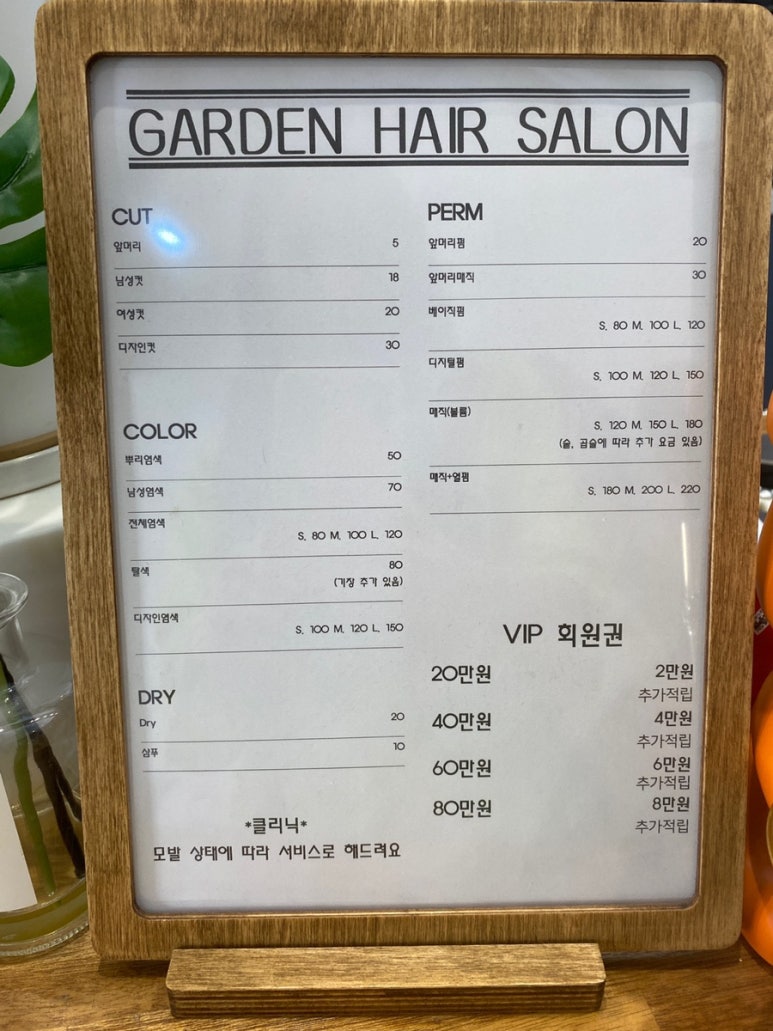 GARDEN HAIR SALON
CUT
앞머리 5
남성컷 18
여성컷 20
디자인컷 30
COLOR
뿌리염색 50
남성염색 70
전체염색
S. 80 M. 100 L. 120
탈색 80
(기장 추가 있음)
디자인염색
S. 100 M. 120 L. 150
DRY
Dry 20
샴푸 10
*클리닉*
모발 상태에 따라 서비스로 해드려요
PERM
앞머리펌 20
앞머리매직 30
베이직펌
S. 80 M. 100 L. 120
디지털펌
S. 100 M. 120 L. 150
매직(볼륨)
S. 120 M. 150 L. 180
(숱, 곱슬에 따라 추가 요금 있음)
매직+열펌
S. 180 M. 200 L. 220
VIP 회원권
20만원 2만원
추가적립
40만원 4만원
추가적립
60만원 6만원
추가적립
80만원 8만원
추가적립